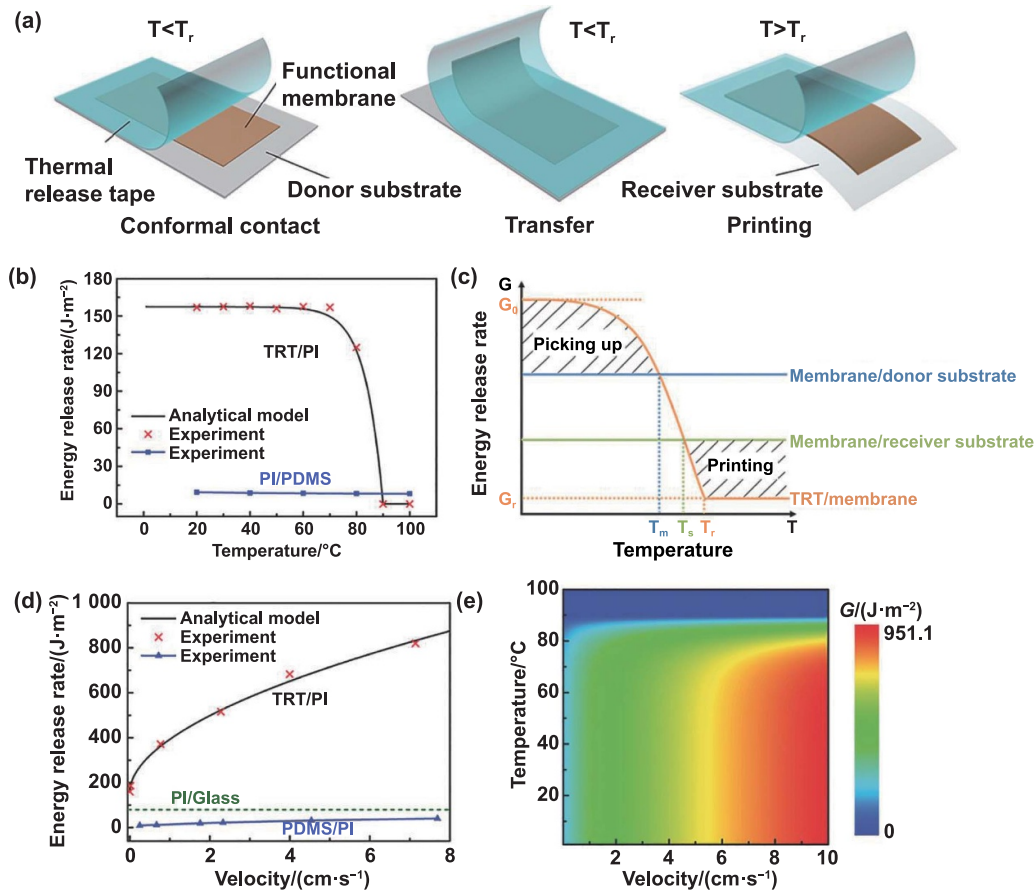 (a)
T<Tr
Functional
membrane
Thermal
release tape
Donor substrate
Conformal contact
T<Tr
Transfer
T>Tr
Receiver substrate
Printing
(b)
Energy release rate/(J·m⁻²)
180
150
120
90
60
30
0
TRT/PI
Analytical model
Experiment
Experiment
PI/PDMS
0 20 40 60 80 100
Temperature/°C
(c)
G
G0
Energy release rate
Picking up
Membrane/donor substrate
Membrane/receiver substrate
Printing
Gr
TRT/membrane
Tm Ts Tr T
Temperature
(d)
Energy release rate/(J·m⁻²)
1 000
800
600
400
200
0
Analytical model
Experiment
Experiment
TRT/PI
PI/Glass
PDMS/PI
0 2 4 6 8
Velocity/(cm·s⁻¹)
(e)
Temperature/°C
100
80
60
40
20
2 4 6 8 10
Velocity/(cm·s⁻¹)
G/(J·m⁻²)
951.1
0